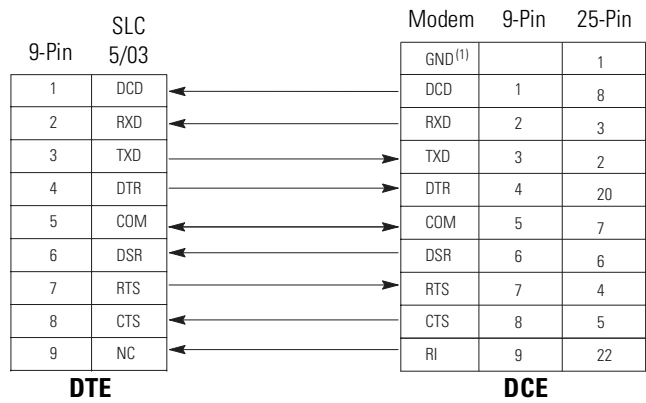 SLC
9-Pin 5/03
1 DCD
2 RXD
3 TXD
4 DTR
5 COM
6 DSR
7 RTS
8 CTS
9 NC
DTE
Modem 9-Pin 25-Pin
GND(1) 1
DCD 1 8
RXD 2 3
TXD 3 2
DTR 4 20
COM 5 7
DSR 6 6
RTS 7 4
CTS 8 5
RI 9 22
DCE